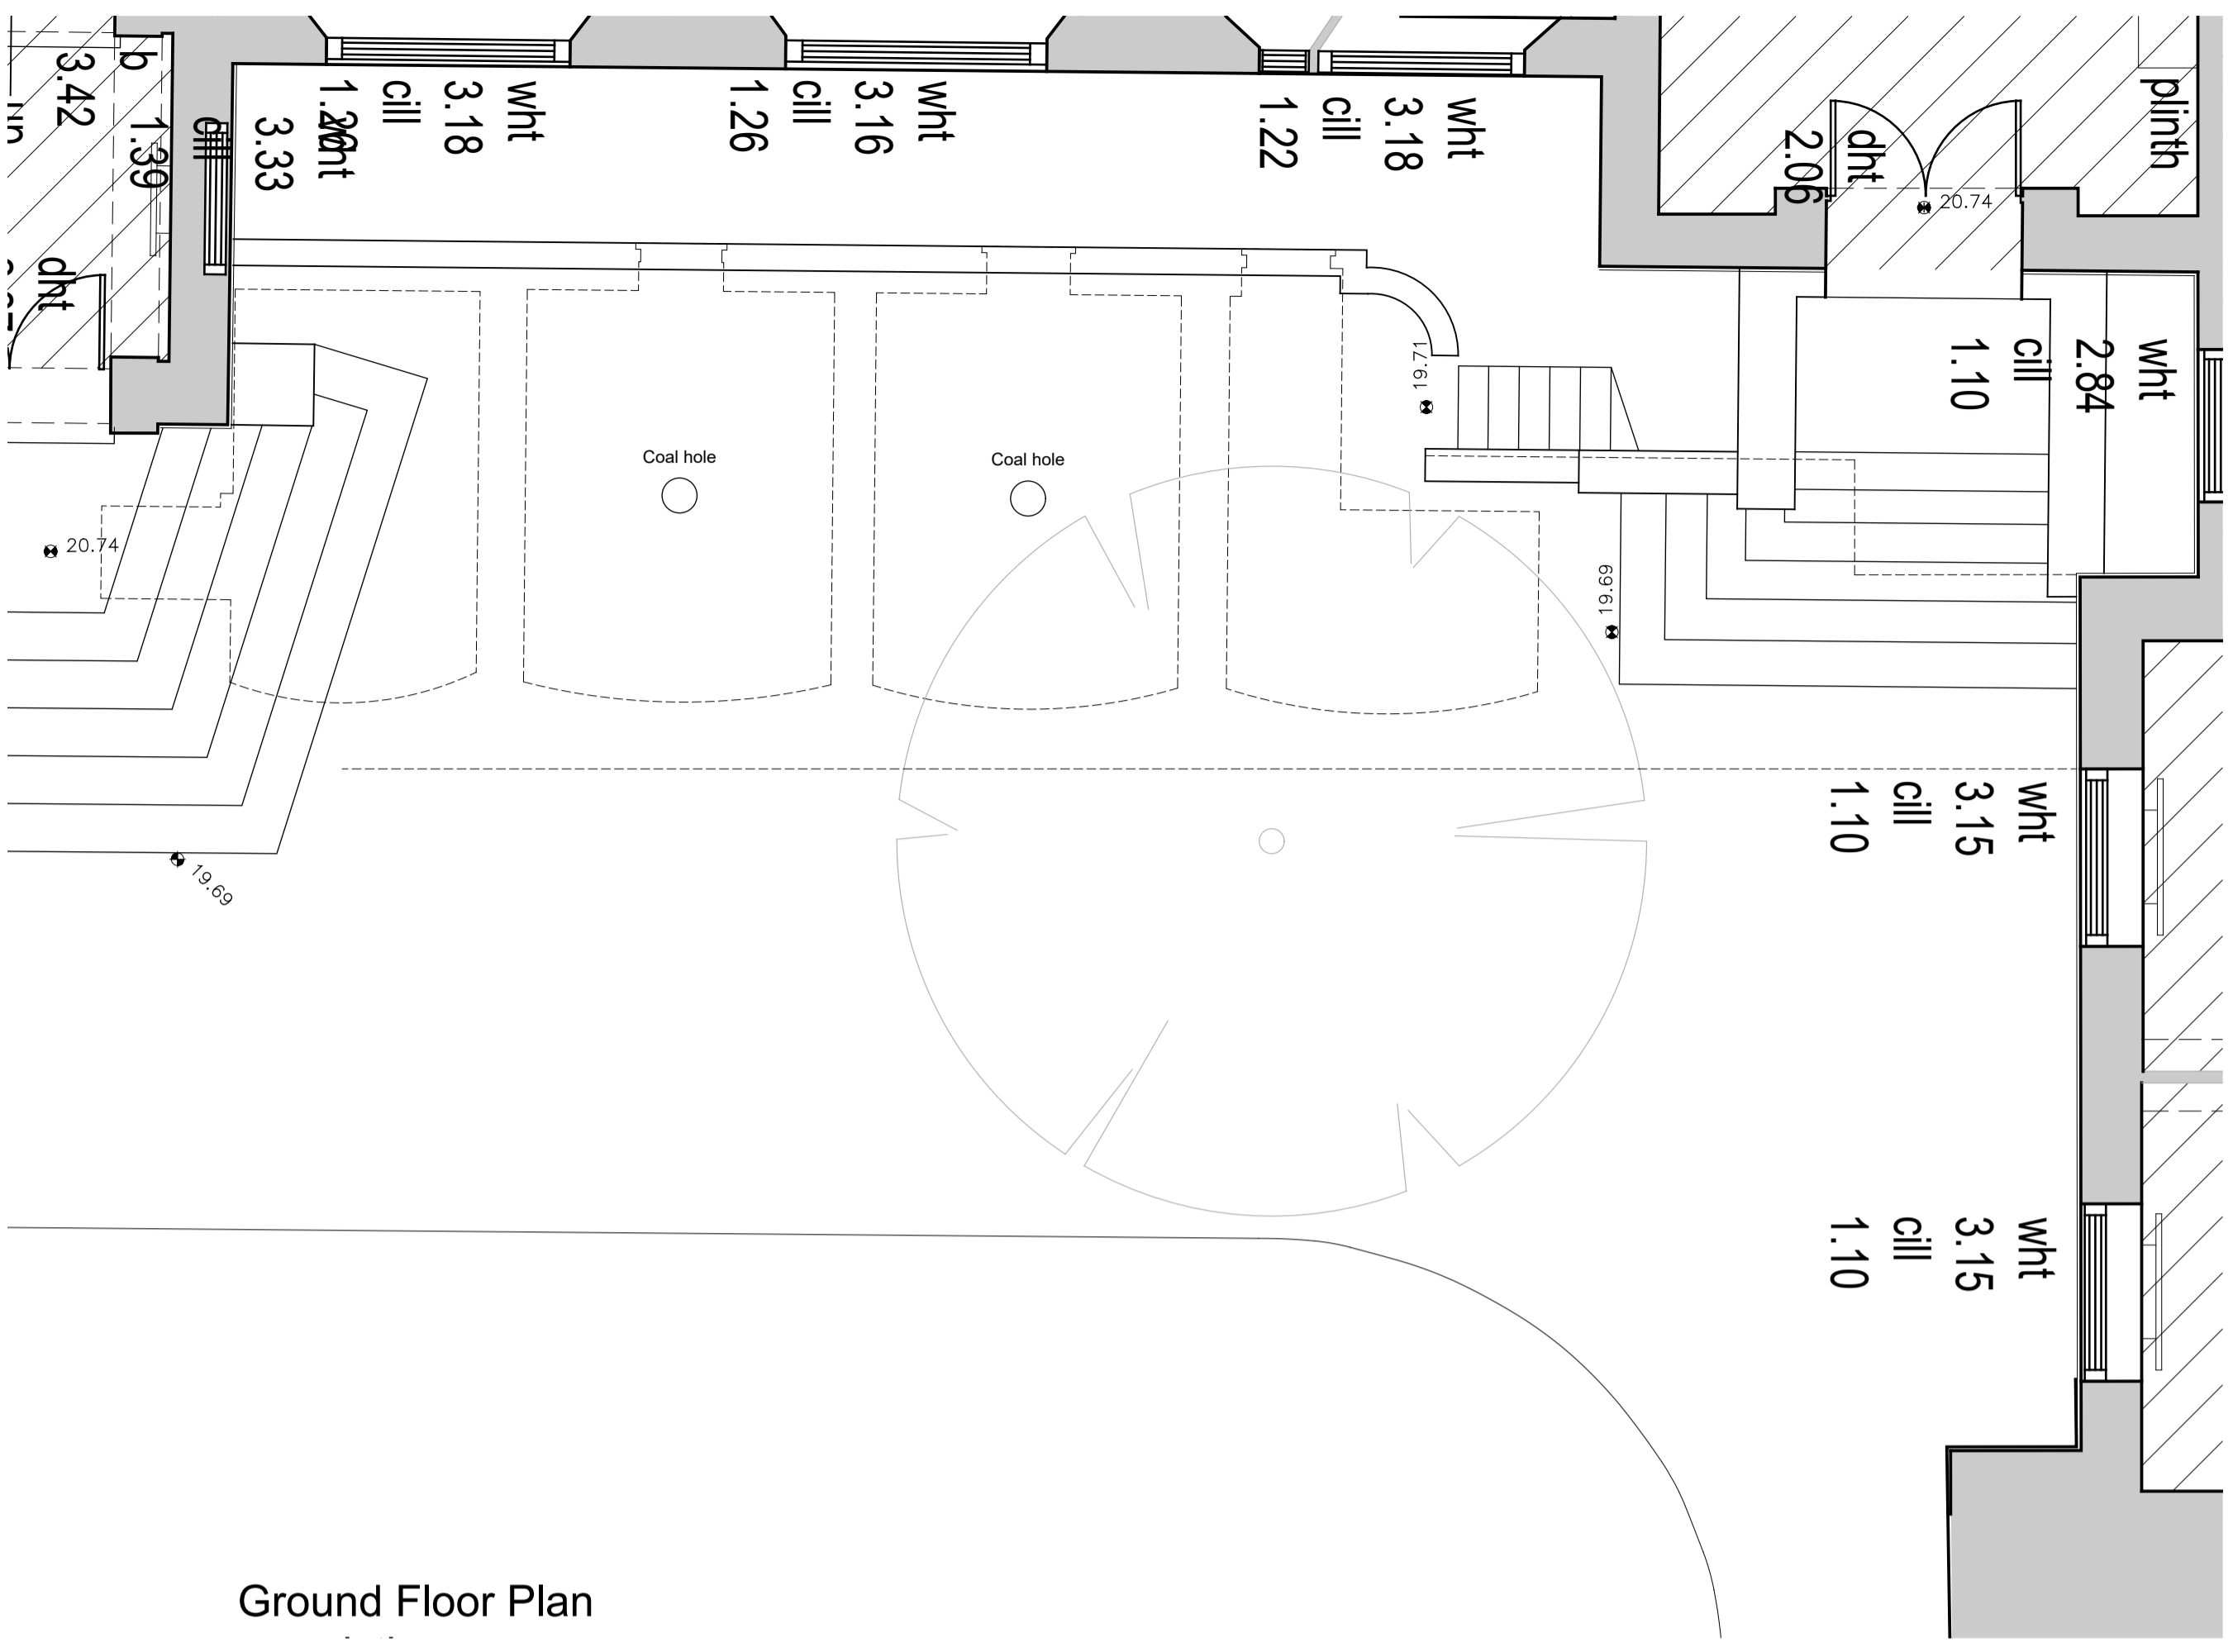 p
3.42
cill
1.39
wht
3.33
wht
3.18
cill
1.26
wht
3.16
cill
1.26
wht
3.18
cill
1.22
dht
2.06
plinth
20.74
dht
wht
2.84
cill
1.10
19.71
Coal hole
Coal hole
20.74
19.69
wht
3.15
cill
1.10
19.69
wht
3.15
cill
1.10
Ground Floor Plan